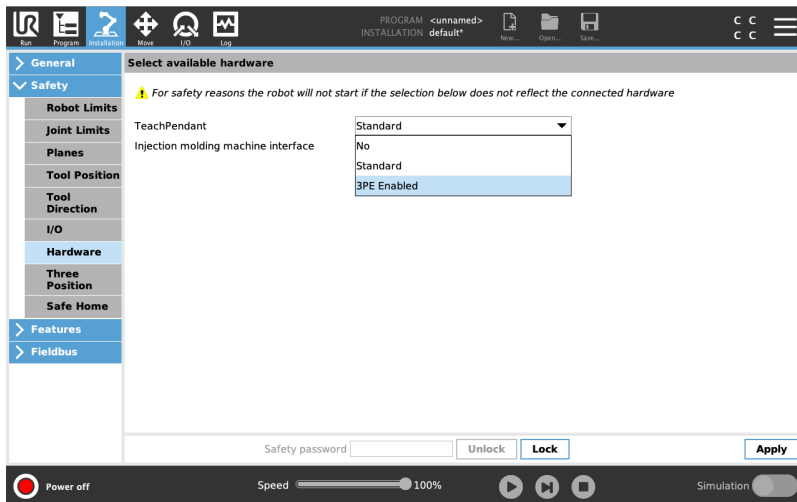 UR
Run
Program
Installation
Move
I/O
Log
PROGRAM <unnamed>
INSTALLATION default*
New...
Open...
Save...
C C
C C
General
Safety
Robot Limits
Joint Limits
Planes
Tool Position
Tool
Direction
I/O
Hardware
Three
Position
Safe Home
Features
Fieldbus
Select available hardware
For safety reasons the robot will not start if the selection below does not reflect the connected hardware
TeachPendant
Standard
Injection molding machine interface
No
Standard
3PE Enabled
Safety password
Unlock
Lock
Apply
Power off
Speed
100%
Simulation